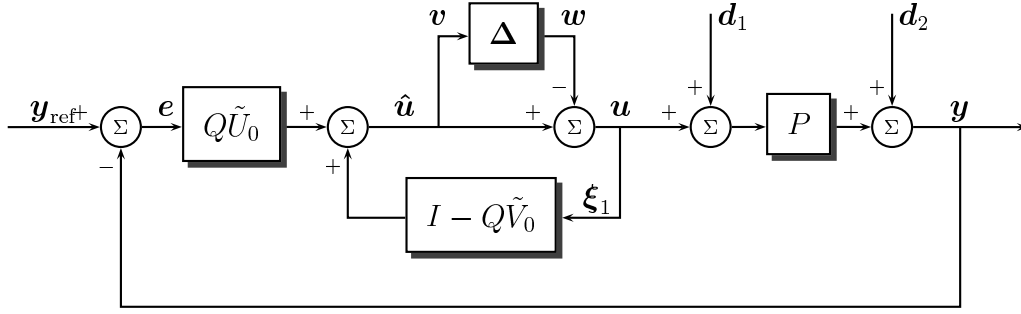 v Δ w
d₁ d₂
− + +
y_ref + Σ e QŨ₀ + Σ û + Σ u + Σ P + Σ y
− + I − QṼ₀ ξ₁